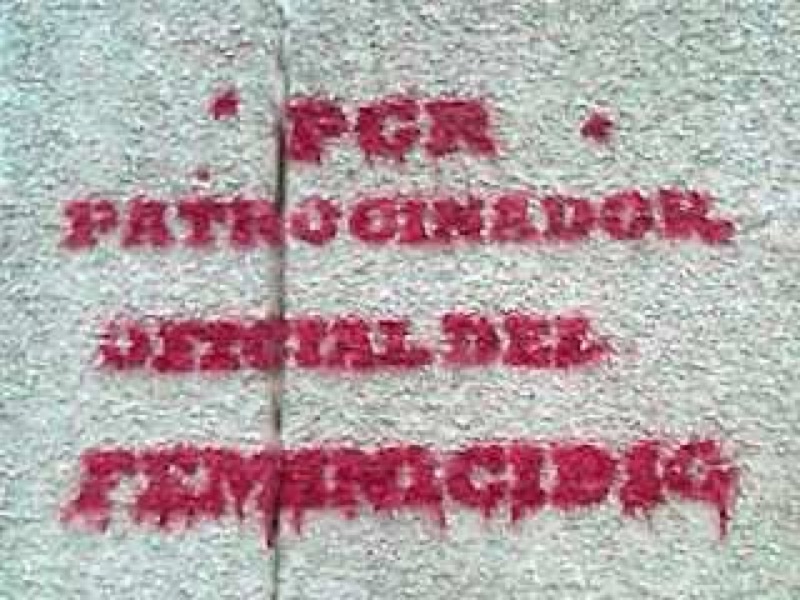 PGR
PATROCINADOR
OFICIAL DEL
FEMINICIDIO